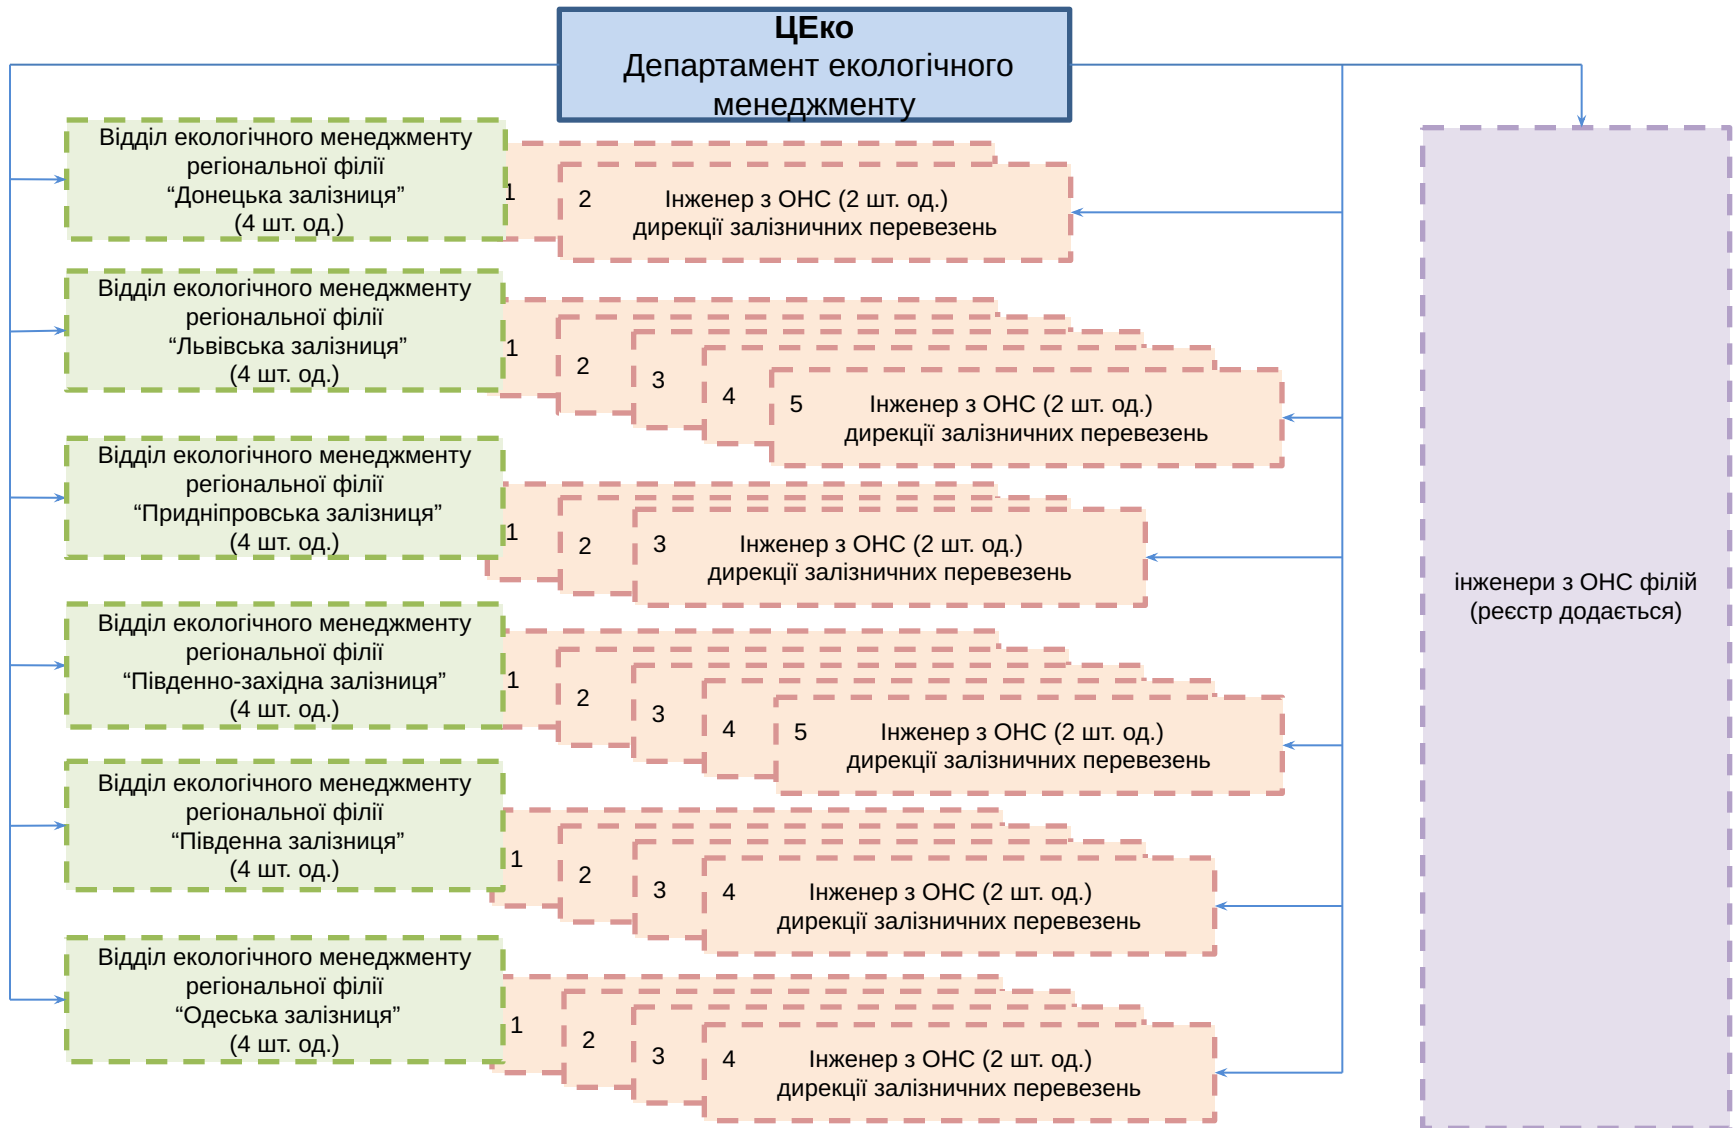 ЦЕко
Департамент екологічного
менеджменту
Відділ екологічного менеджменту
регіональної філії
“Донецька залізниця”
(4 шт. од.)
1
2
Інженер з ОНС (2 шт. од.)
дирекції залізничних перевезень
Відділ екологічного менеджменту
регіональної філії
“Львівська залізниця”
(4 шт. од.)
1
2
3
4
5
Інженер з ОНС (2 шт. од.)
дирекції залізничних перевезень
Відділ екологічного менеджменту
регіональної філії
“Придніпровська залізниця”
(4 шт. од.)
1
2
3
Інженер з ОНС (2 шт. од.)
дирекції залізничних перевезень
Відділ екологічного менеджменту
регіональної філії
“Південно-західна залізниця”
(4 шт. од.)
1
2
3
4
5
Інженер з ОНС (2 шт. од.)
дирекції залізничних перевезень
Відділ екологічного менеджменту
регіональної філії
“Південна залізниця”
(4 шт. од.)
1
2
3
4
Інженер з ОНС (2 шт. од.)
дирекції залізничних перевезень
Відділ екологічного менеджменту
регіональної філії
“Одеська залізниця”
(4 шт. од.)
1
2
3
4
Інженер з ОНС (2 шт. од.)
дирекції залізничних перевезень
інженери з ОНС філій
(реєстр додається)